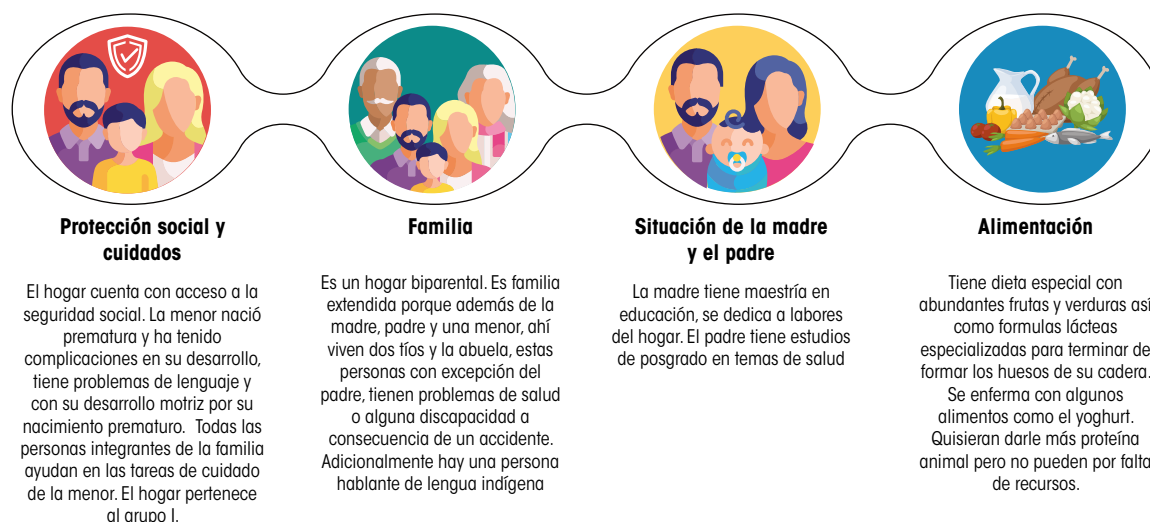 Protección social y
cuidados
El hogar cuenta con acceso a la
seguridad social. La menor nació
prematura y ha tenido
complicaciones en su desarrollo,
tiene problemas de lenguaje y
con su desarrollo motriz por su
nacimiento prematuro. Todas las
personas integrantes de la familia
ayudan en las tareas de cuidado
de la menor. El hogar pertenece
al grupo I.
Familia
Es un hogar biparental. Es familia
extendida porque además de la
madre, padre y una menor, ahí
viven dos tíos y la abuela, estas
personas con excepción del
padre, tienen problemas de salud
o alguna discapacidad a
consecuencia de un accidente.
Adicionalmente hay una persona
hablante de lengua indígena
Situación de la madre
y el padre
La madre tiene maestría en
educación, se dedica a labores
del hogar. El padre tiene estudios
de posgrado en temas de salud
Alimentación
Tiene dieta especial con
abundantes frutas y verduras así
como formulas lácteas
especializadas para terminar de
formar los huesos de su cadera.
Se enferma con algunos
alimentos como el yoghurt.
Quisieran darle más proteína
animal pero no pueden por falta
de recursos.